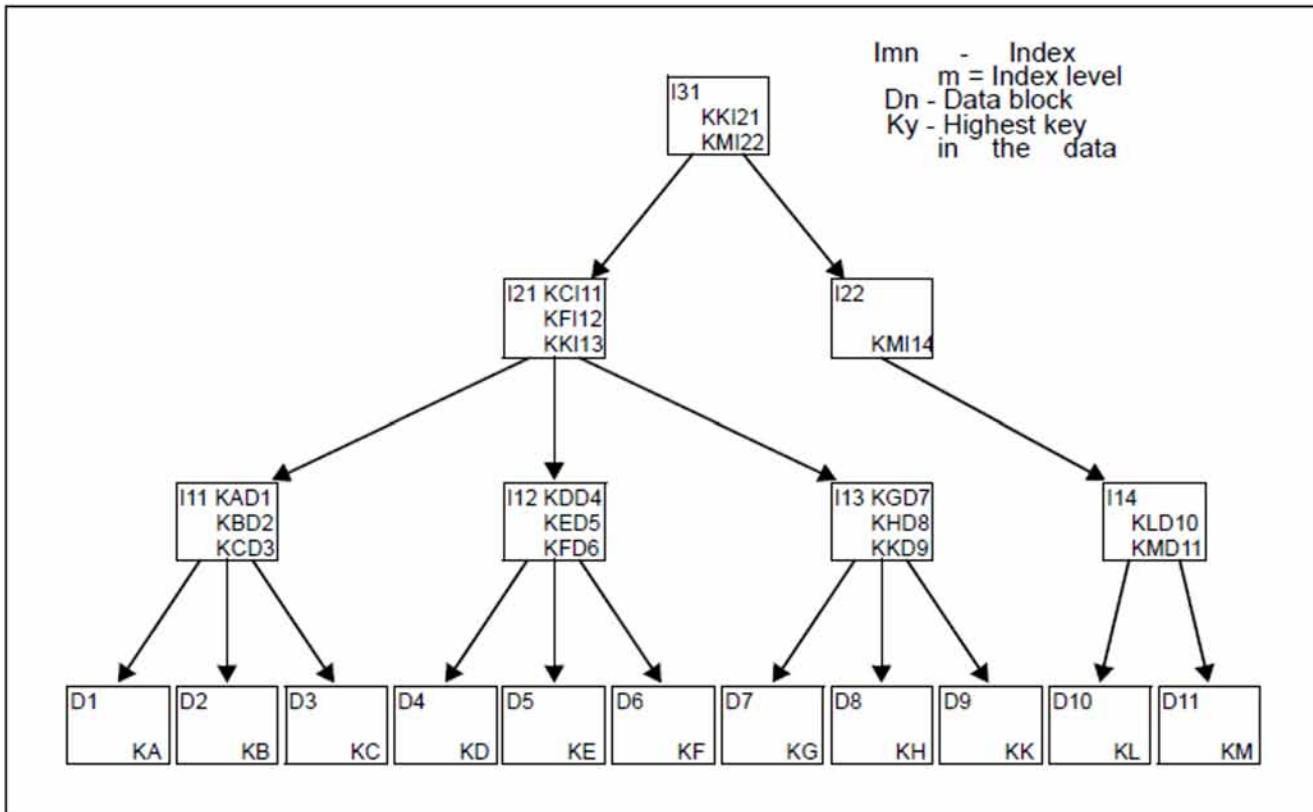 Imn - Index
m = Index level
Dn - Data block
Ky - Highest key
in the data
I31
KKI21
KMI22
I21 KCI11
KFI12
KKI13
I22
KMI14
I11 KAD1
KBD2
KCD3
I12 KDD4
KED5
KFD6
I13 KGD7
KHD8
KKD9
I14
KLD10
KMD11
D1
KA
D2
KB
D3
KC
D4
KD
D5
KE
D6
KF
D7
KG
D8
KH
D9
KK
D10
KL
D11
KM